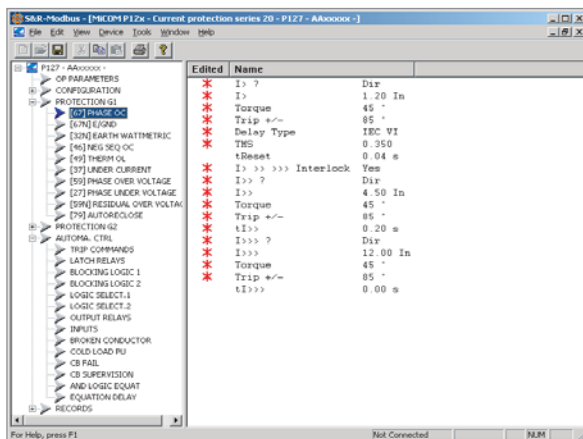 S&R-Modbus - [MiCOM P12x - Current protection series 20 - P127 - AAxxxxx -]
File Edit View Device Tools Window Help
P127 - AAxxxxx -
OP PARAMETERS
CONFIGURATION
PROTECTION G1
[67] PHASE OC
[67N] E/GND
[32N] EARTH WATTMETRIC
[46] NEG SEQ OC
[49] THERM OL
[37] UNDER CURRENT
[59] PHASE OVER VOLTAGE
[27] PHASE UNDER VOLTAGE
[59N] RESIDUAL OVER VOLTAG
[79] AUTORECLOSE
PROTECTION G2
AUTOMA. CTRL
TRIP COMMANDS
LATCH RELAYS
BLOCKING LOGIC 1
BLOCKING LOGIC 2
LOGIC SELECT.1
LOGIC SELECT.2
OUTPUT RELAYS
INPUTS
BROKEN CONDUCTOR
COLD LOAD PU
CB FAIL
CB SUPERVISION
AND LOGIC EQUAT
EQUATION DELAY
RECORDS
Edited Name
I> ? Dir
I> 1.20 In
Torque 45 °
Trip +/- 85 °
Delay Type IEC VI
TMS 0.350
tReset 0.04 s
I> >> >>> Interlock Yes
I>> ? Dir
I>> 4.50 In
Torque 45 °
Trip +/- 85 °
tI>> 0.20 s
I>>> ? Dir
I>>> 12.00 In
Torque 45 °
Trip +/- 85 °
tI>>> 0.00 s
For Help, press F1 Not Connected NUM